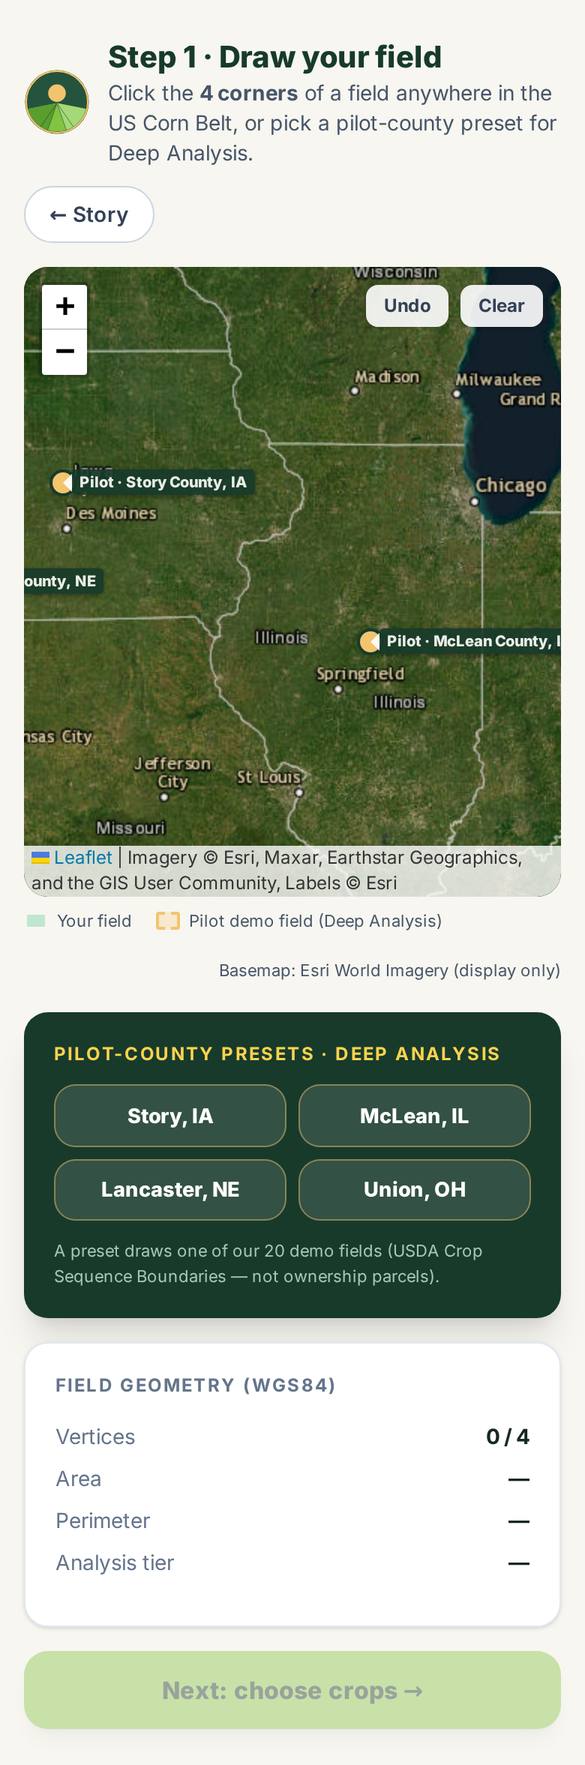 Step 1 · Draw your field
Click the 4 corners of a field anywhere in the
US Corn Belt, or pick a pilot-county preset for
Deep Analysis.
← Story
Wisconsin
+
Undo
Clear
−
Madison
Milwaukee
Grand R
Pilot · Story County, IA
Chicago
Des Moines
ounty, NE
Illinois
Pilot · McLean County, I
Springfield
Illinois
nsas City
Jefferson
City
St Louis
Missouri
Leaflet | Imagery © Esri, Maxar, Earthstar Geographics,
and the GIS User Community, Labels © Esri
Your field
Pilot demo field (Deep Analysis)
Basemap: Esri World Imagery (display only)
PILOT-COUNTY PRESETS · DEEP ANALYSIS
Story, IA
McLean, IL
Lancaster, NE
Union, OH
A preset draws one of our 20 demo fields (USDA Crop
Sequence Boundaries — not ownership parcels).
FIELD GEOMETRY (WGS84)
Vertices 0 / 4
Area —
Perimeter —
Analysis tier —
Next: choose crops →